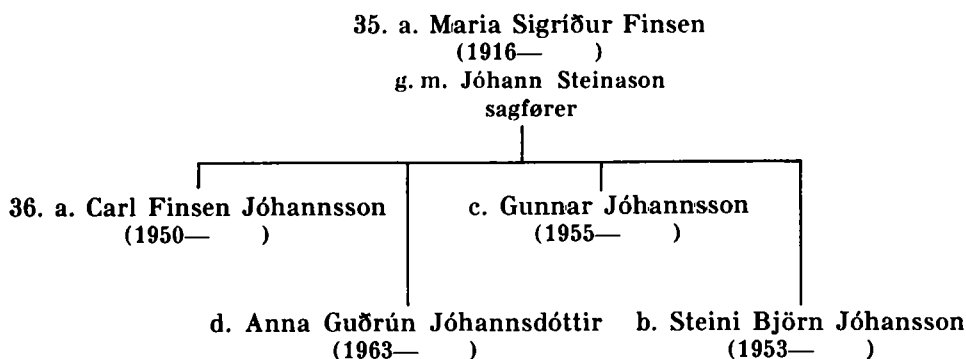 35. a. Maria Sigríður Finsen
(1916— )
g. m. Jóhann Steinason
sagfører
36. a. Carl Finsen Jóhannsson
(1950— )
c. Gunnar Jóhannsson
(1955— )
d. Anna Guðrún Jóhannsdóttir
(1963— )
b. Steini Björn Jóhansson
(1953— )